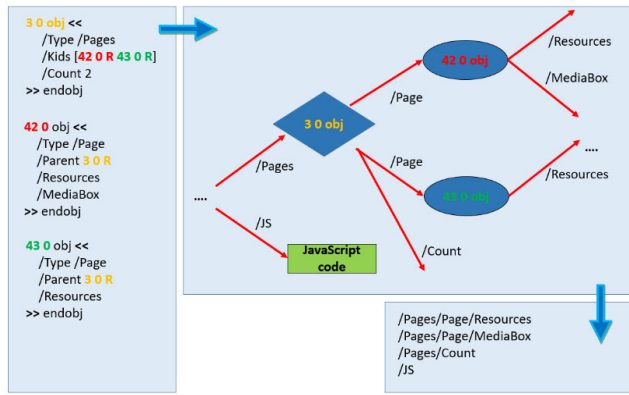 3 0 obj <<
/Type /Pages
/Kids [42 0 R 43 0 R]
/Count 2
>> endobj
42 0 obj <<
/Type /Page
/Parent 3 0 R
/Resources
/MediaBox
>> endobj
43 0 obj <<
/Type /Page
/Parent 3 0 R
/Resources
>> endobj
/Resources
42 0 obj
/MediaBox
/Page
3 0 obj
....
/Page
/Pages
/Resources
....
43 0 obj
/JS
/Count
JavaScript
code
/Pages/Page/Resources
/Pages/Page/MediaBox
/Pages/Count
/JS